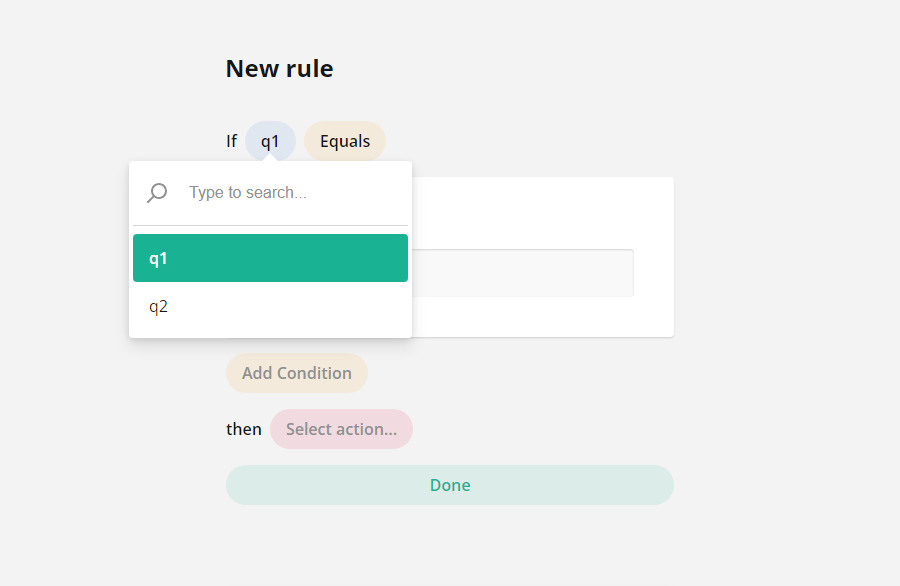 New rule
If q1 Equals
Type to search...
q1
q2
Add Condition
then Select action...
Done